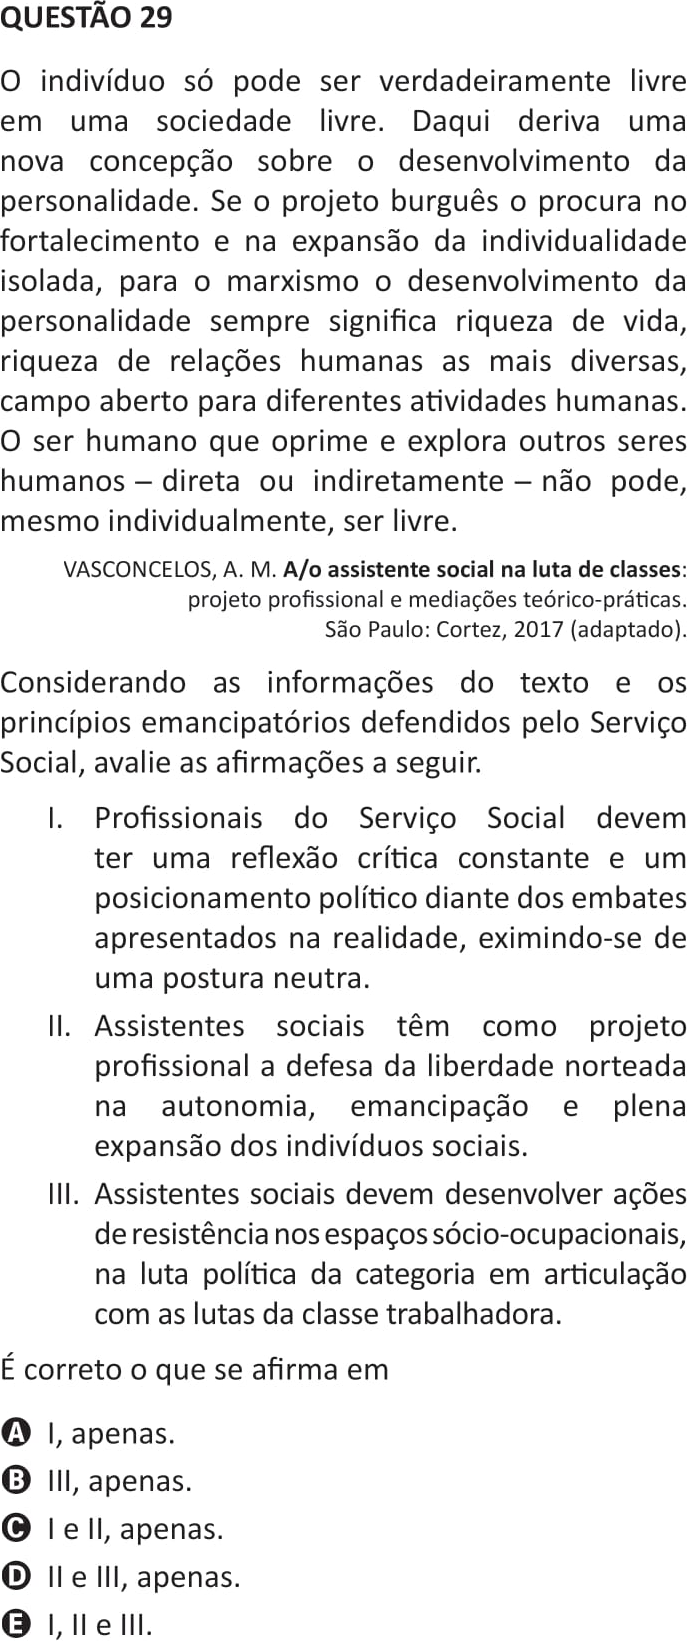 QUESTÃO 29
O indivíduo só pode ser verdadeiramente livre
em uma sociedade livre. Daqui deriva uma
nova concepção sobre o desenvolvimento da
personalidade. Se o projeto burguês o procura no
fortalecimento e na expansão da individualidade
isolada, para o marxismo o desenvolvimento da
personalidade sempre significa riqueza de vida,
riqueza de relações humanas as mais diversas,
campo aberto para diferentes atividades humanas.
O ser humano que oprime e explora outros seres
humanos – direta ou indiretamente – não pode,
mesmo individualmente, ser livre.
VASCONCELOS, A. M. A/o assistente social na luta de classes:
projeto profissional e mediações teórico-práticas.
São Paulo: Cortez, 2017 (adaptado).
Considerando as informações do texto e os
princípios emancipatórios defendidos pelo Serviço
Social, avalie as afirmações a seguir.
I. Profissionais do Serviço Social devem
ter uma reflexão crítica constante e um
posicionamento político diante dos embates
apresentados na realidade, eximindo-se de
uma postura neutra.
II. Assistentes sociais têm como projeto
profissional a defesa da liberdade norteada
na autonomia, emancipação e plena
expansão dos indivíduos sociais.
III. Assistentes sociais devem desenvolver ações
de resistência nos espaços sócio-ocupacionais,
na luta política da categoria em articulação
com as lutas da classe trabalhadora.
É correto o que se afirma em
A I, apenas.
B III, apenas.
C I e II, apenas.
D II e III, apenas.
E I, II e III.